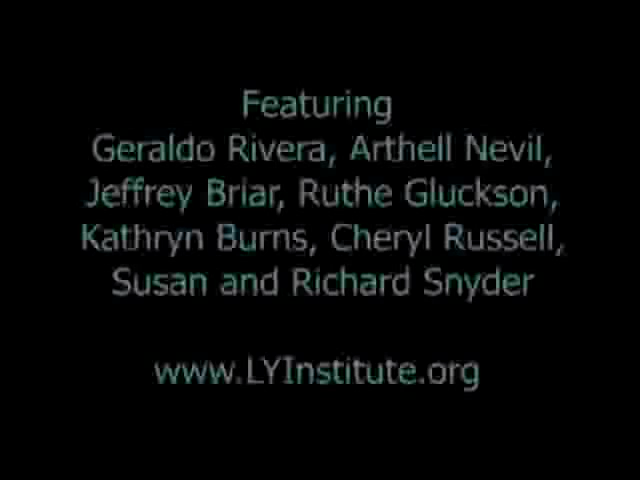 Featuring
Geraldo Rivera, Arthell Nevil,
Jeffrey Briar, Ruthe Gluckson,
Kathryn Burns, Cheryl Russell,
Susan and Richard Snyder
www.LYInstitute.org